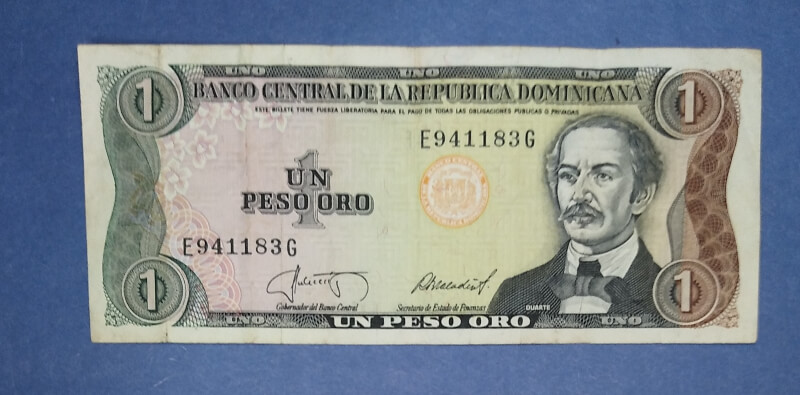 1 UNO UNO UNO 1
BANCO CENTRAL DE LA REPUBLICA DOMINICANA
ESTE BILLETE TIENE FUERZA LIBERATORIA PARA EL PAGO DE TODAS LAS OBLIGACIONES PUBLICAS O PRIVADAS
E941183G
1
UN
PESO ORO
E941183G
Gobernador del Banco Central
Secretario de Estado de Finanzas
DUARTE
1 UNO UN PESO ORO UNO 1